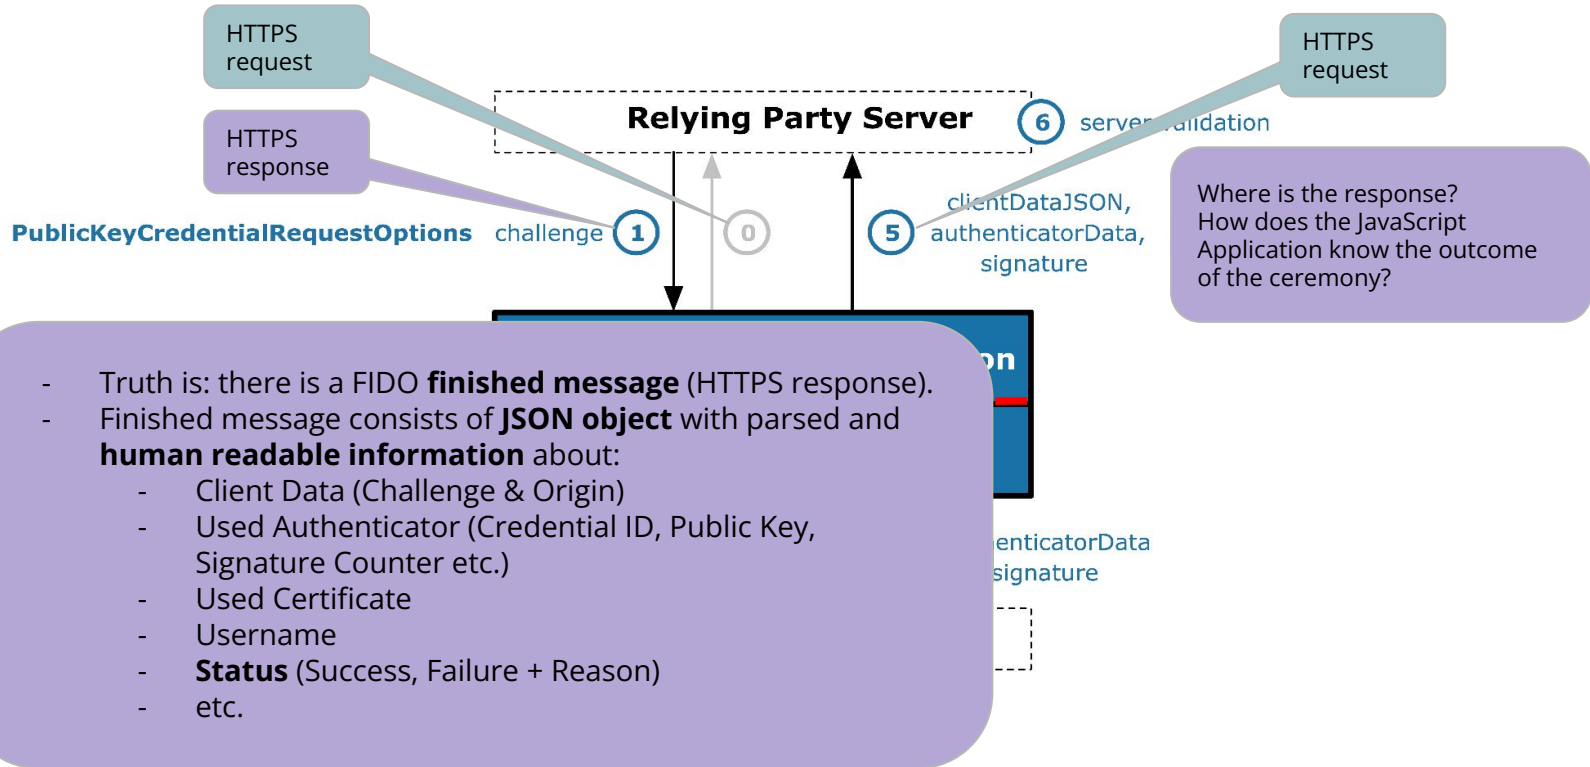 HTTPS
request
HTTPS
request
Relying Party Server
6 server validation
HTTPS
response
PublicKeyCredentialRequestOptions challenge 1
0
5 clientDataJSON,
authenticatorData,
signature
Where is the response?
How does the JavaScript
Application know the outcome
of the ceremony?
on
- Truth is: there is a FIDO finished message (HTTPS response).
- Finished message consists of JSON object with parsed and
human readable information about:
- Client Data (Challenge & Origin)
- Used Authenticator (Credential ID, Public Key,
Signature Counter etc.)
- Used Certificate
- Username
- Status (Success, Failure + Reason)
- etc.
enticatorData
signature